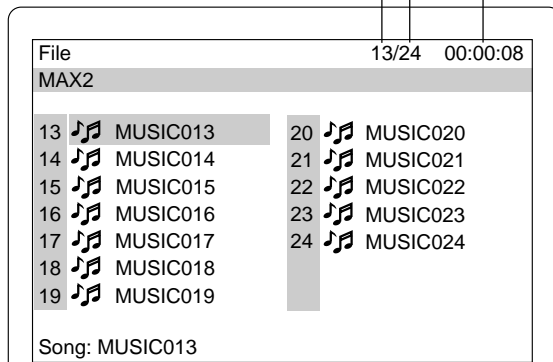 File 13/24 00:00:08
MAX2
13 MUSIC013
14 MUSIC014
15 MUSIC015
16 MUSIC016
17 MUSIC017
18 MUSIC018
19 MUSIC019
20 MUSIC020
21 MUSIC021
22 MUSIC022
23 MUSIC023
24 MUSIC024
Song: MUSIC013